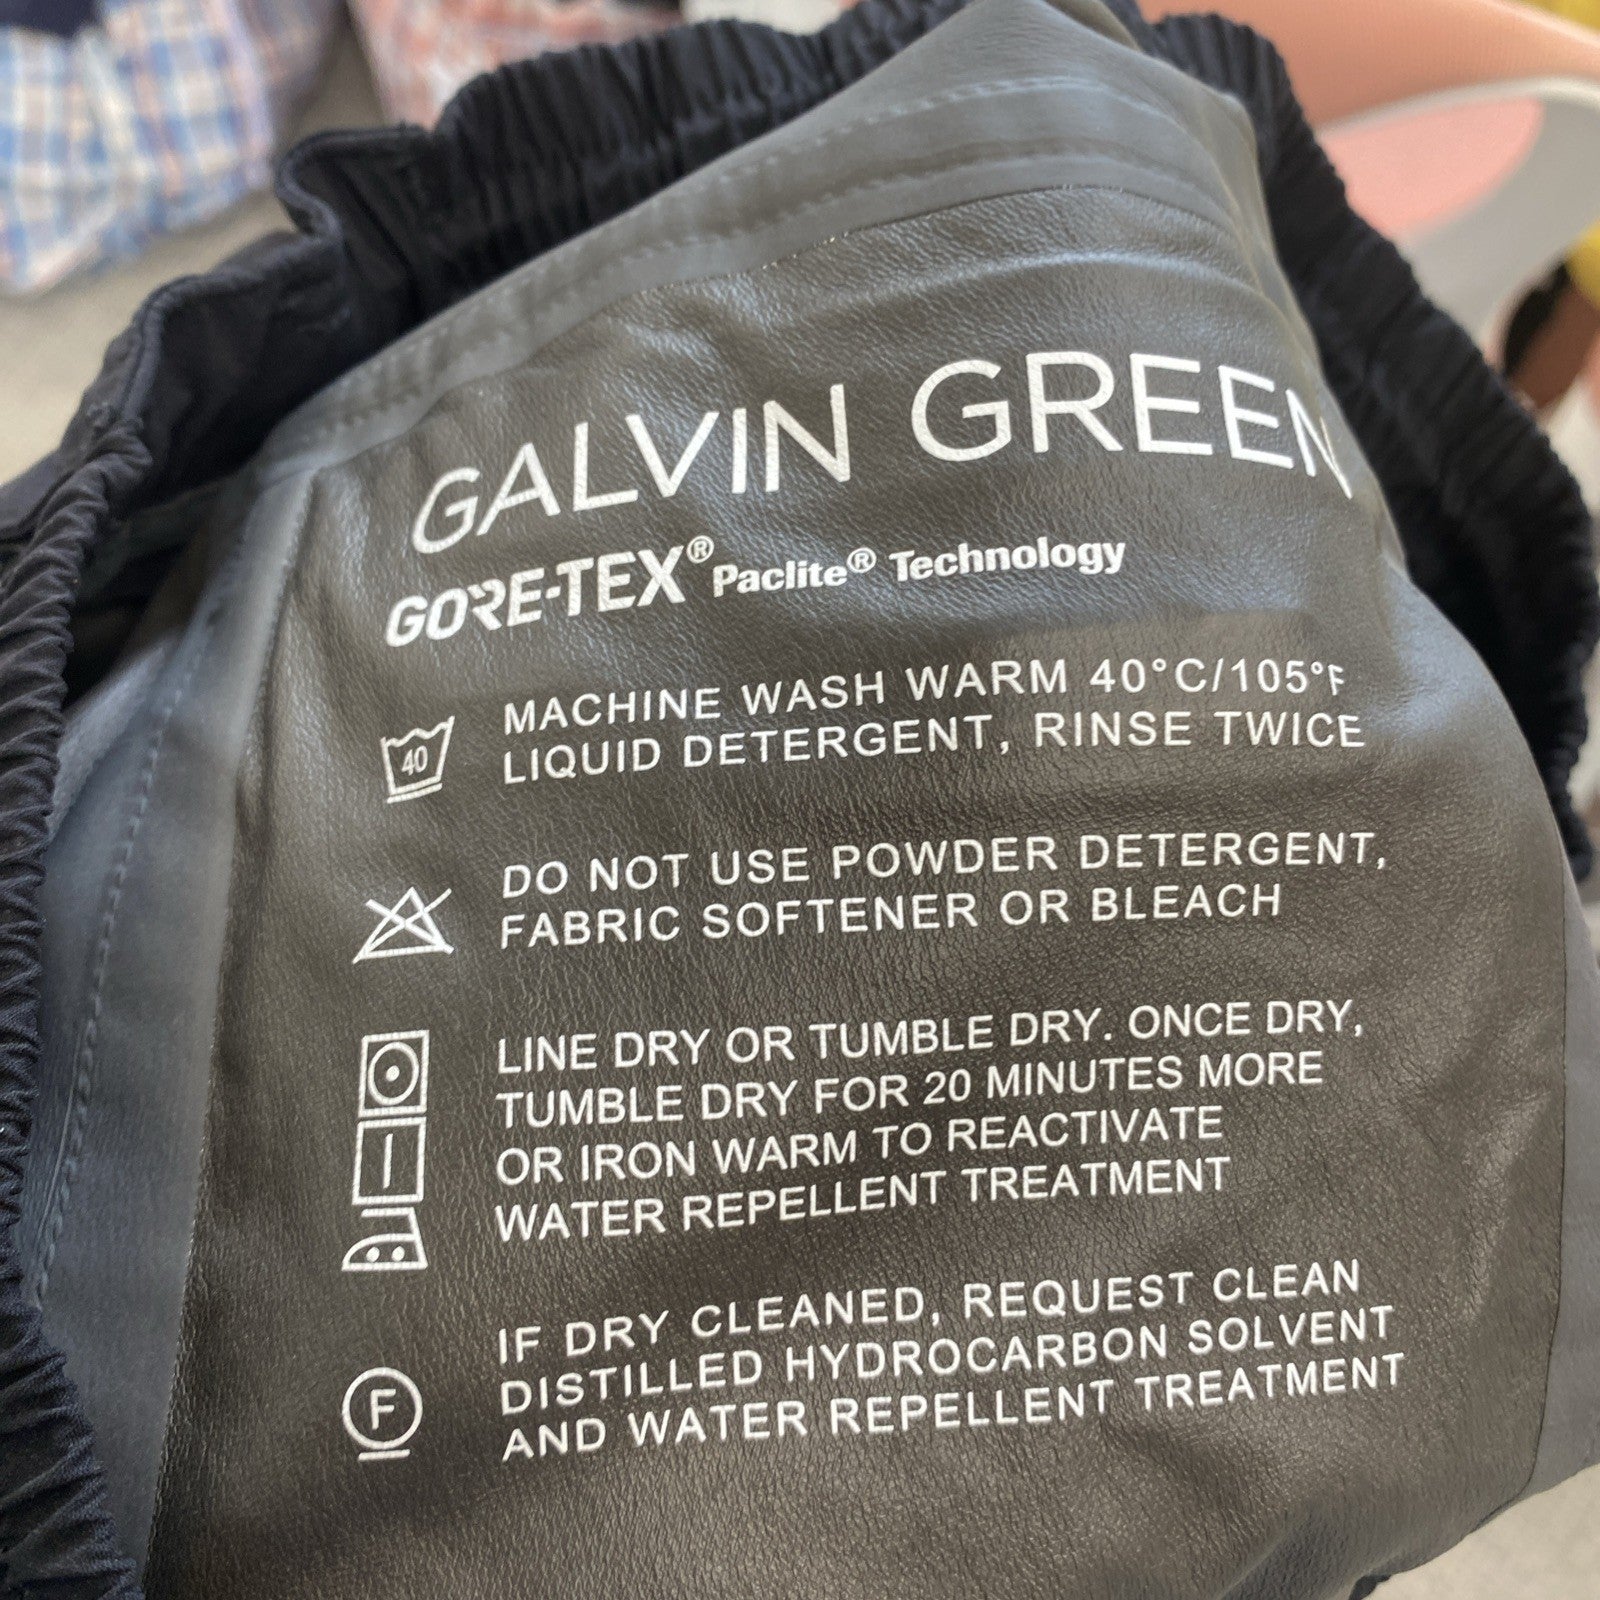 GALVIN GREEN
GORE-TEX® Paclite® Technology
40
MACHINE WASH WARM 40°C/105°F
LIQUID DETERGENT, RINSE TWICE
DO NOT USE POWDER DETERGENT,
FABRIC SOFTENER OR BLEACH
LINE DRY OR TUMBLE DRY. ONCE DRY,
TUMBLE DRY FOR 20 MINUTES MORE
OR IRON WARM TO REACTIVATE
WATER REPELLENT TREATMENT
IF DRY CLEANED, REQUEST CLEAN
DISTILLED HYDROCARBON SOLVENT
AND WATER REPELLENT TREATMENT
F